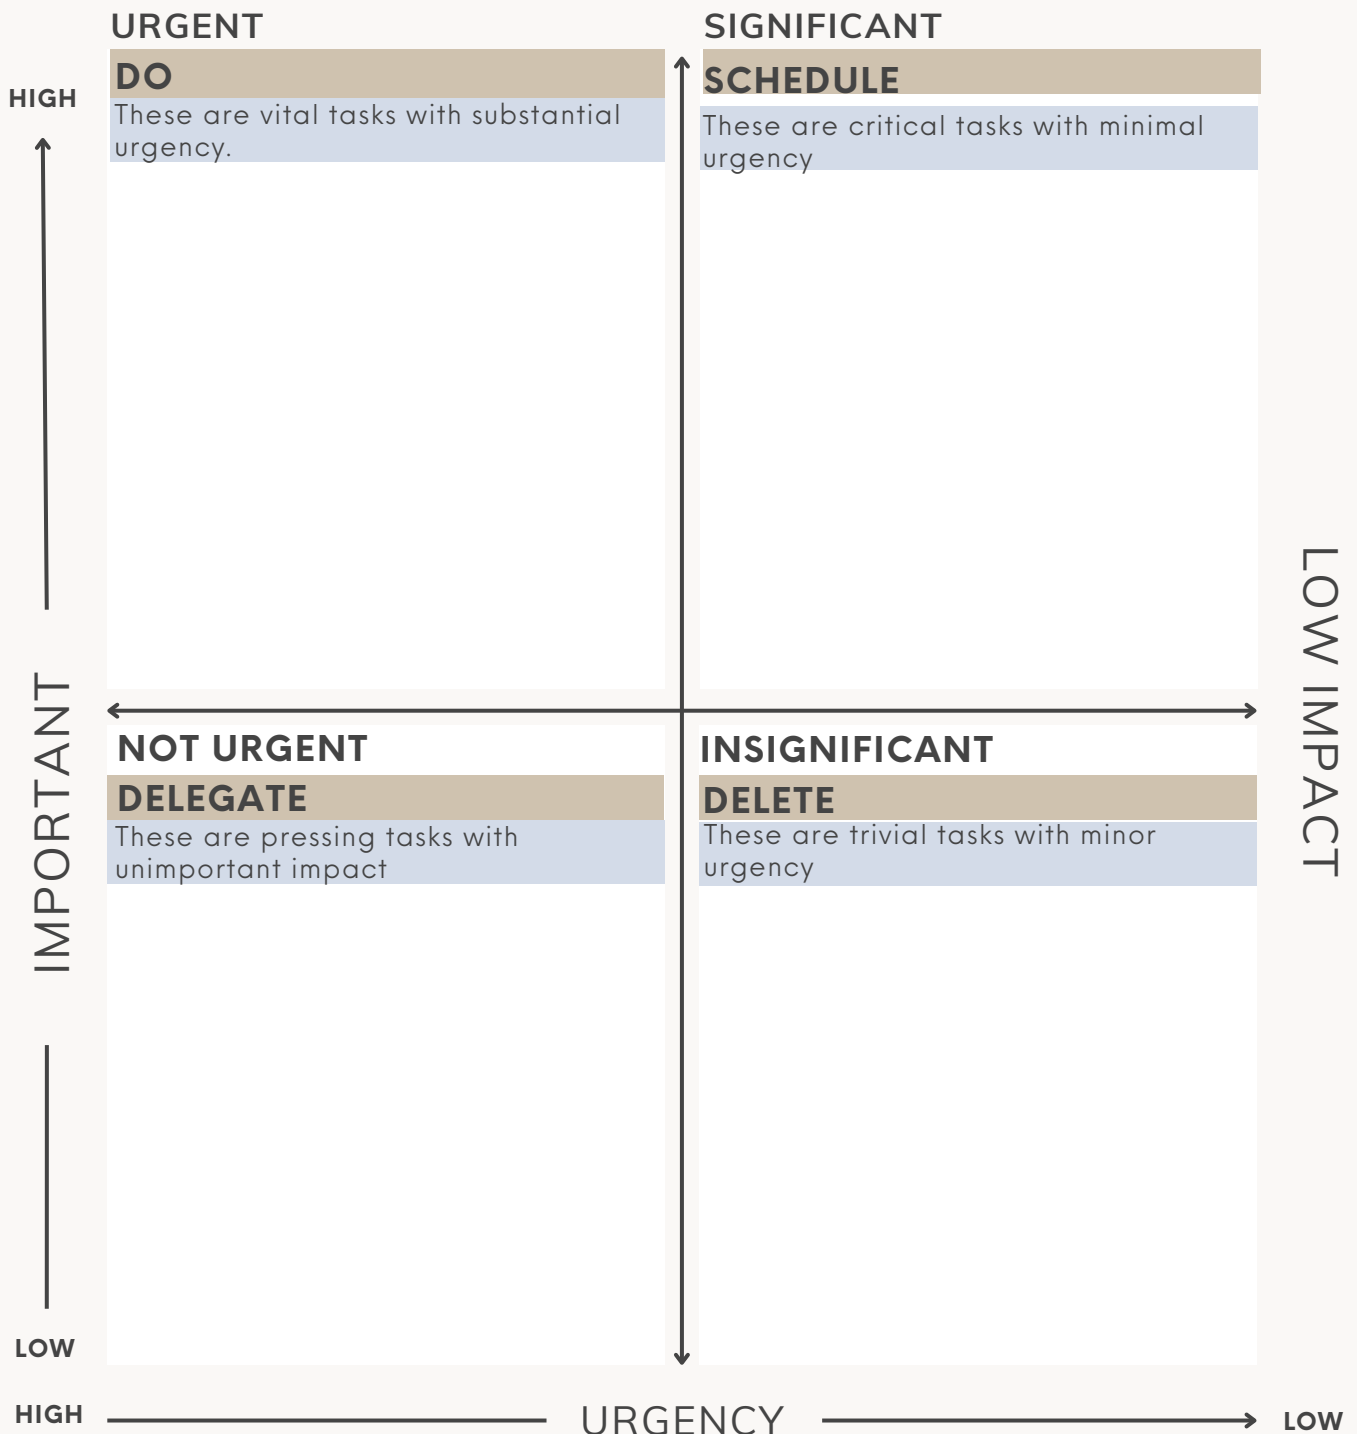 URGENT
DO
These are vital tasks with substantial
urgency.
SIGNIFICANT
SCHEDULE
These are critical tasks with minimal
urgency
HIGH
IMPORTANT
LOW
LOW IMPACT
NOT URGENT
DELEGATE
These are pressing tasks with
unimportant impact
INSIGNIFICANT
DELETE
These are trivial tasks with minor
urgency
HIGH
URGENCY
LOW